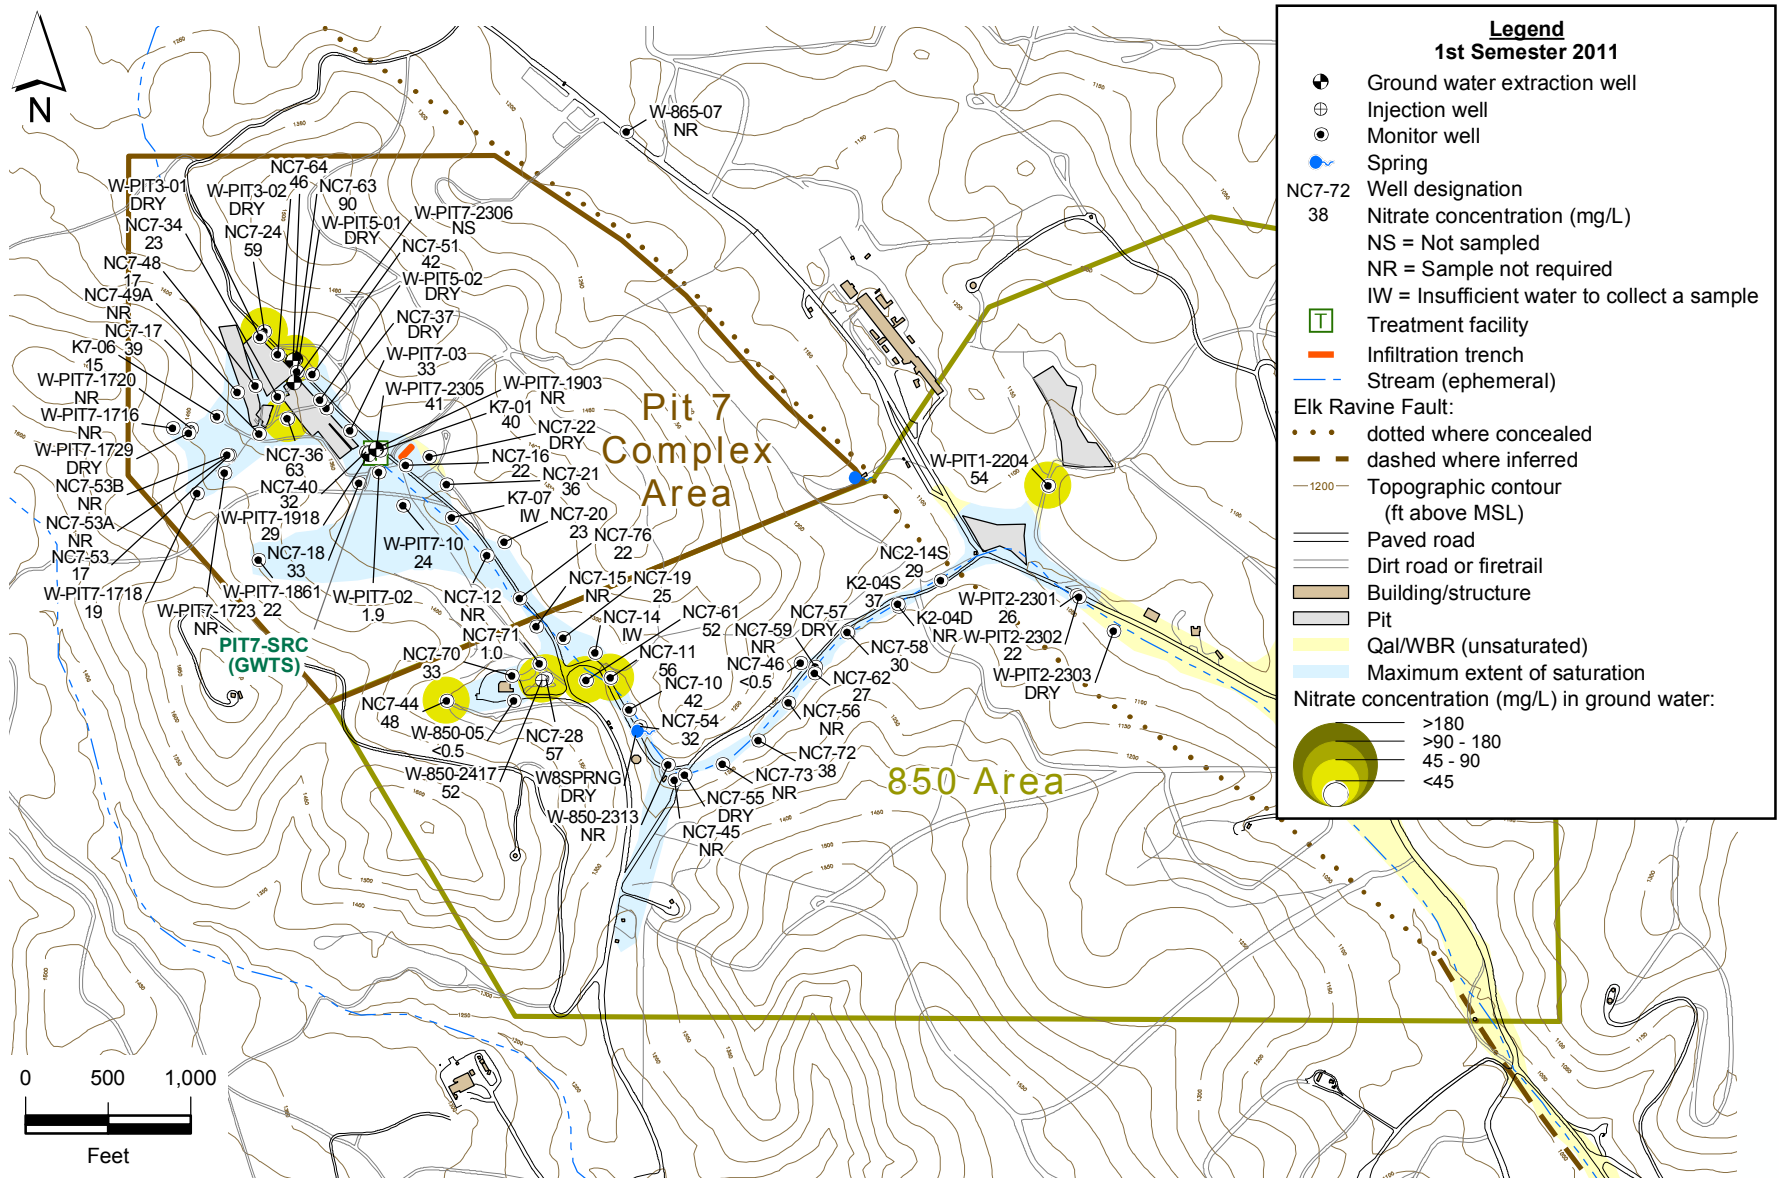 N
W-865-07
NR
W-PIT3-01
DRY
W-PIT3-02
DRY
NC7-64
46
NC7-63
90
W-PIT5-01
DRY
W-PIT7-2306
NS
NC7-34
23
NC7-24
59
NC7-51
42
NC7-48
17
W-PIT5-02
DRY
NC7-49A
NR
NC7-37
DRY
NC7-17
39
W-PIT7-03
33
K7-06
15
W-PIT7-1720
NR
W-PIT7-2305
41
W-PIT7-1903
NR
W-PIT7-1716
NR
K7-01
40
W-PIT7-1729
DRY
NC7-22
DRY
NC7-36
63
NC7-16
22
NC7-53B
NR
NC7-40
32
NC7-21
36
NC7-53A
NR
W-PIT7-1918
29
K7-07
IW
NC7-53
17
NC7-18
33
W-PIT7-10
24
NC7-20
23
NC7-76
22
W-PIT7-1718
19
W-PIT7-1861
22
W-PIT7-02
1.9
W-PIT7-1723
NR
NC7-12
NR
NC7-15
NR
NC7-19
25
PIT7-SRC
(GWTS)
Pit 7
Complex
Area
NC7-14
IW
NC7-61
52
NC7-71
1.0
NC7-70
33
NC7-11
56
NC7-10
42
NC7-44
48
NC7-54
32
W-850-05
<0.5
NC7-28
57
W-850-2417
52
W8SPRNG
DRY
W-850-2313
NR
NC7-45
NR
NC7-55
DRY
NC7-73
NR
NC7-72
38
NC7-56
NR
NC7-62
27
NC7-46
<0.5
NC7-59
NR
NC7-57
DRY
NC7-58
30
K2-04D
NR
K2-04S
37
NC2-14S
29
W-PIT1-2204
54
W-PIT2-2301
26
W-PIT2-2302
22
W-PIT2-2303
DRY
850 Area
0 500 1,000
Feet
Legend
1st Semester 2011
Ground water extraction well
Injection well
Monitor well
Spring
NC7-72 Well designation
38 Nitrate concentration (mg/L)
NS = Not sampled
NR = Sample not required
IW = Insufficient water to collect a sample
T Treatment facility
Infiltration trench
Stream (ephemeral)
Elk Ravine Fault:
dotted where concealed
dashed where inferred
1200 Topographic contour
(ft above MSL)
Paved road
Dirt road or firetrail
Building/structure
Pit
Qal/WBR (unsaturated)
Maximum extent of saturation
Nitrate concentration (mg/L) in ground water:
>180
>90 - 180
45 - 90
<45